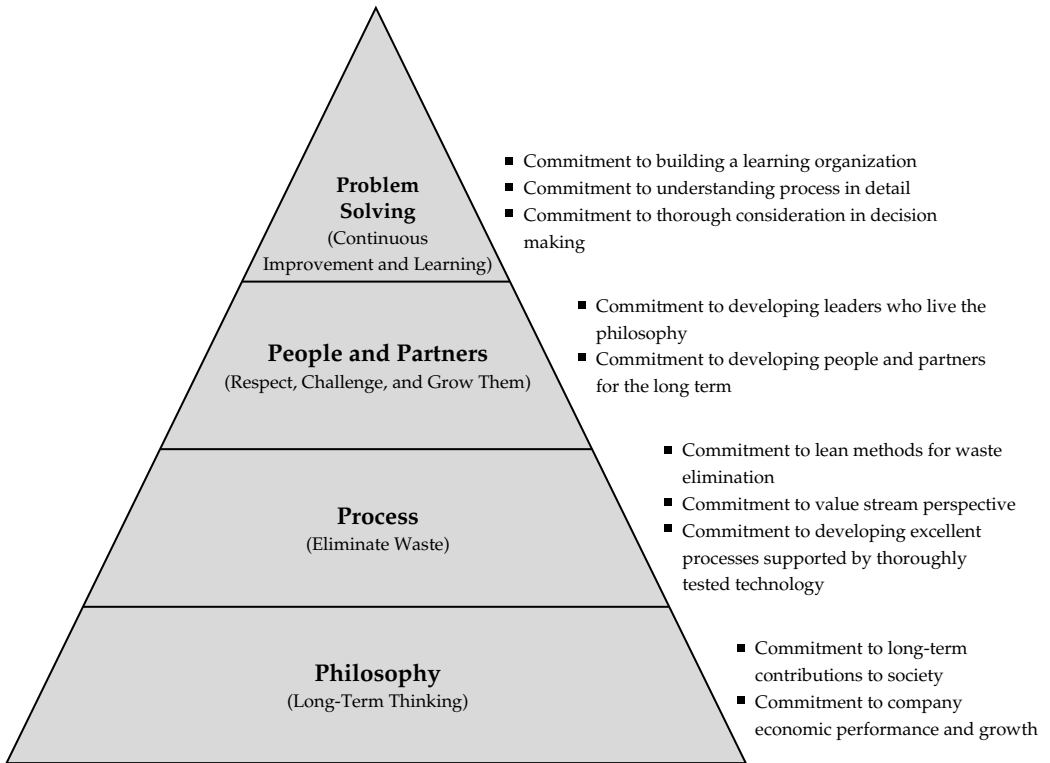 Problem
Solving
(Continuous
Improvement and Learning)
■ Commitment to building a learning organization
■ Commitment to understanding process in detail
■ Commitment to thorough consideration in decision
making
People and Partners
(Respect, Challenge, and Grow Them)
■ Commitment to developing leaders who live the
philosophy
■ Commitment to developing people and partners
for the long term
Process
(Eliminate Waste)
■ Commitment to lean methods for waste
elimination
■ Commitment to value stream perspective
■ Commitment to developing excellent
processes supported by thoroughly
tested technology
Philosophy
(Long-Term Thinking)
■ Commitment to long-term
contributions to society
■ Commitment to company
economic performance and growth